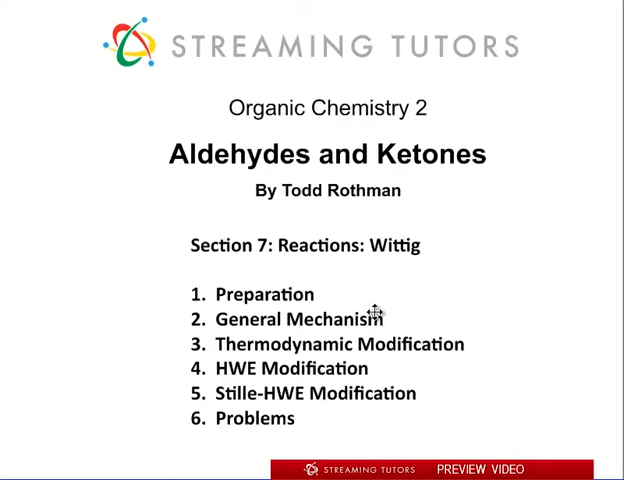 STREAMING TUTORS
Organic Chemistry 2
Aldehydes and Ketones
By Todd Rothman
Section 7: Reactions: Wittig
1. Preparation
2. General Mechanism
3. Thermodynamic Modification
4. HWE Modification
5. Stille-HWE Modification
6. Problems
STREAMING TUTORS PREVIEW VIDEO